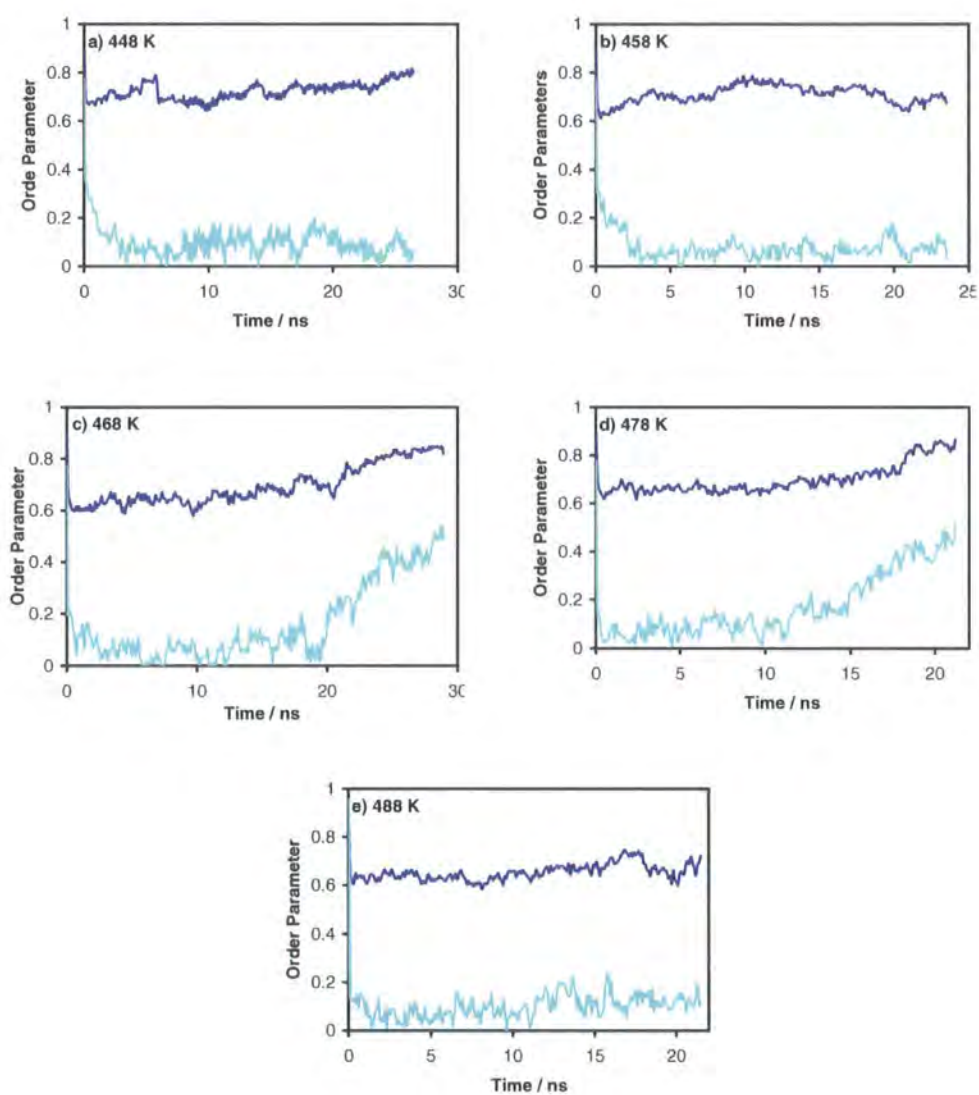 a) 448 K
1
0.8
0.6
0.4
0.2
0
Orde Parameter
0 10 20 30
Time / ns
b) 458 K
1
0.8
0.6
0.4
0.2
0
Order Parameters
0 5 10 15 20 25
Time / ns
c) 468 K
1
0.8
0.6
0.4
0.2
0
Order Parameter
0 10 20 30
Time / ns
d) 478 K
1
0.8
0.6
0.4
0.2
0
Order Parameter
0 5 10 15 20
Time / ns
e) 488 K
1
0.8
0.6
0.4
0.2
0
Order Parameter
0 5 10 15 20
Time / ns